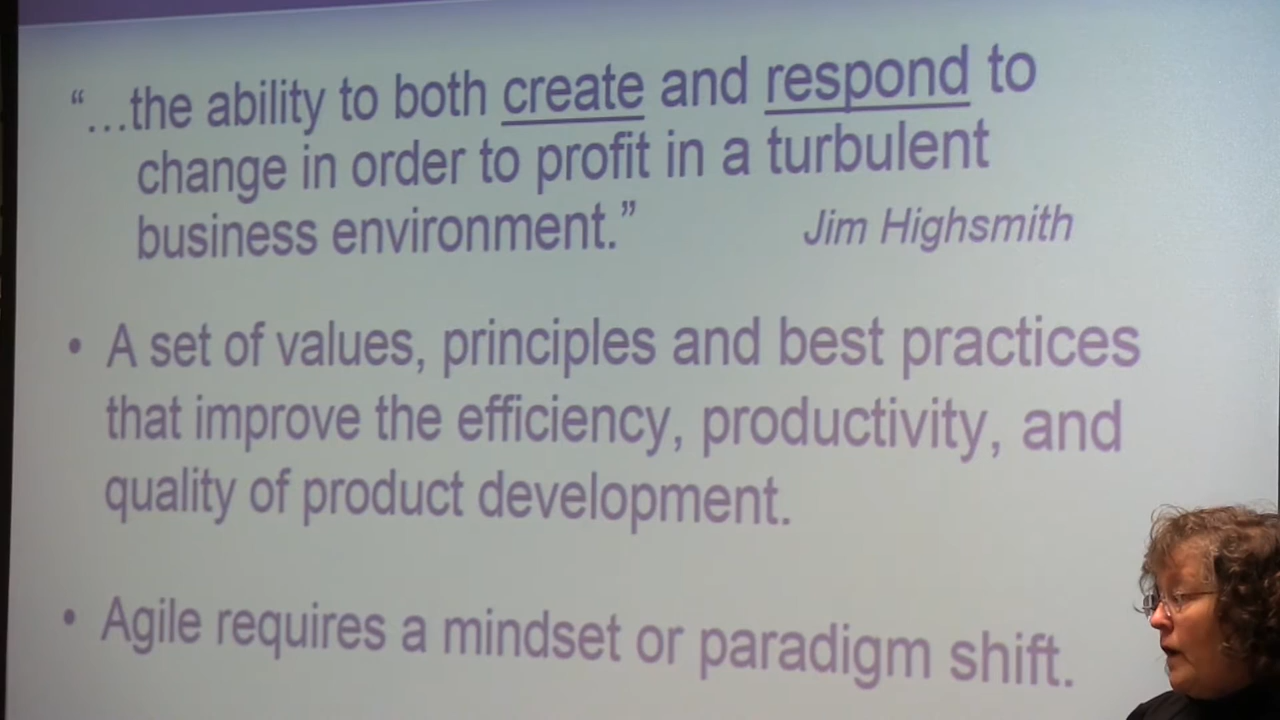 “…the ability to both create and respond to
change in order to profit in a turbulent
business environment.” Jim Highsmith
• A set of values, principles and best practices
that improve the efficiency, productivity, and
quality of product development.
• Agile requires a mindset or paradigm shift.